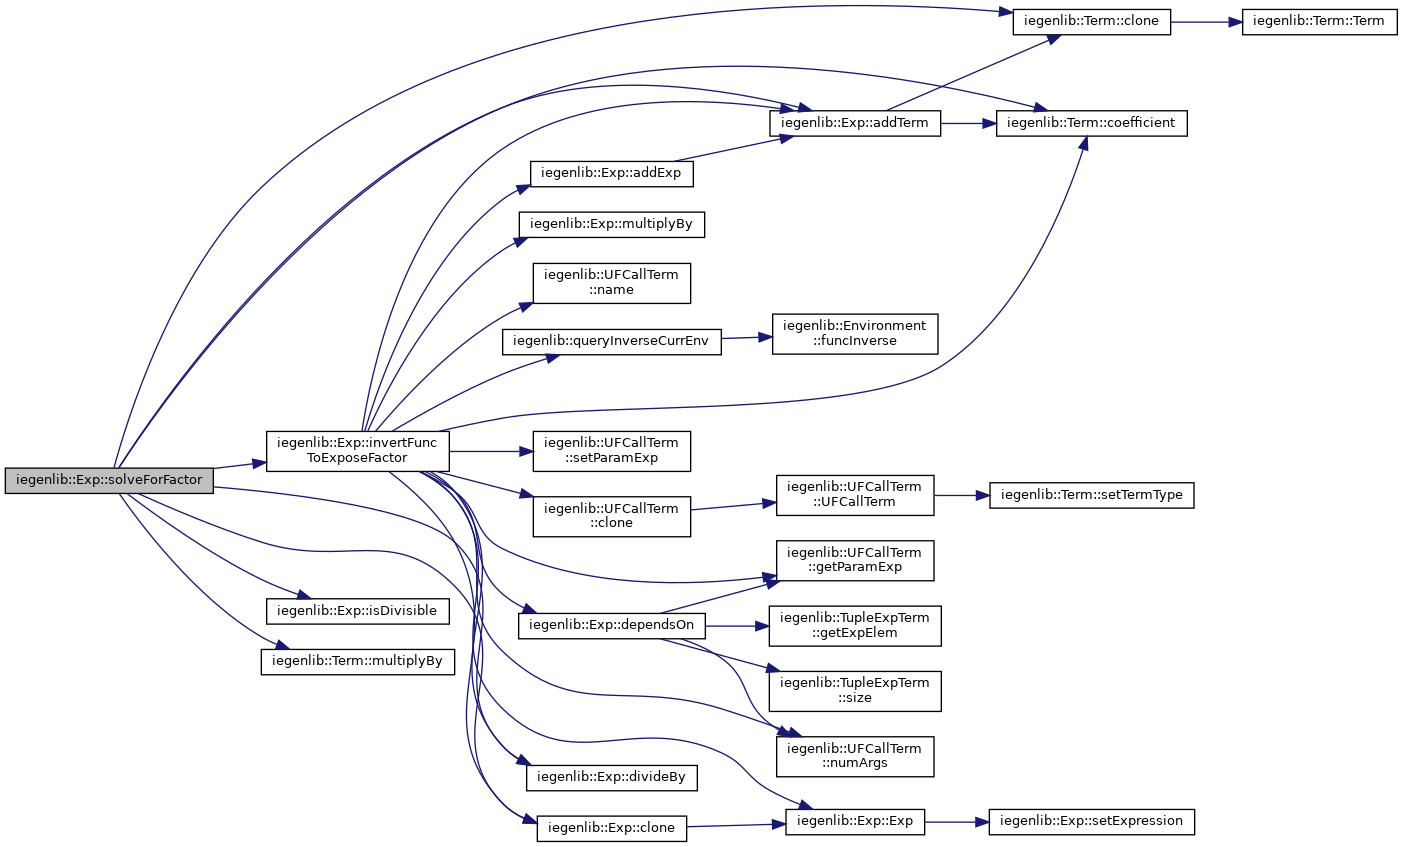 iegenlib::Exp::solveForFactor
iegenlib::Exp::invertFunc
ToExposeFactor
iegenlib::Exp::isDivisible
iegenlib::Term::multiplyBy
iegenlib::Exp::addExp
iegenlib::Exp::multiplyBy
iegenlib::UFCallTerm
::name
iegenlib::queryInverseCurrEnv
iegenlib::UFCallTerm
::setParamExp
iegenlib::UFCallTerm
::clone
iegenlib::Exp::dependsOn
iegenlib::Exp::divideBy
iegenlib::Exp::clone
iegenlib::Exp::addTerm
iegenlib::Environment
::funcInverse
iegenlib::UFCallTerm
::UFCallTerm
iegenlib::UFCallTerm
::getParamExp
iegenlib::TupleExpTerm
::getExpElem
iegenlib::TupleExpTerm
::size
iegenlib::UFCallTerm
::numArgs
iegenlib::Exp::Exp
iegenlib::Term::clone
iegenlib::Term::coefficient
iegenlib::Term::setTermType
iegenlib::Exp::setExpression
iegenlib::Term::Term